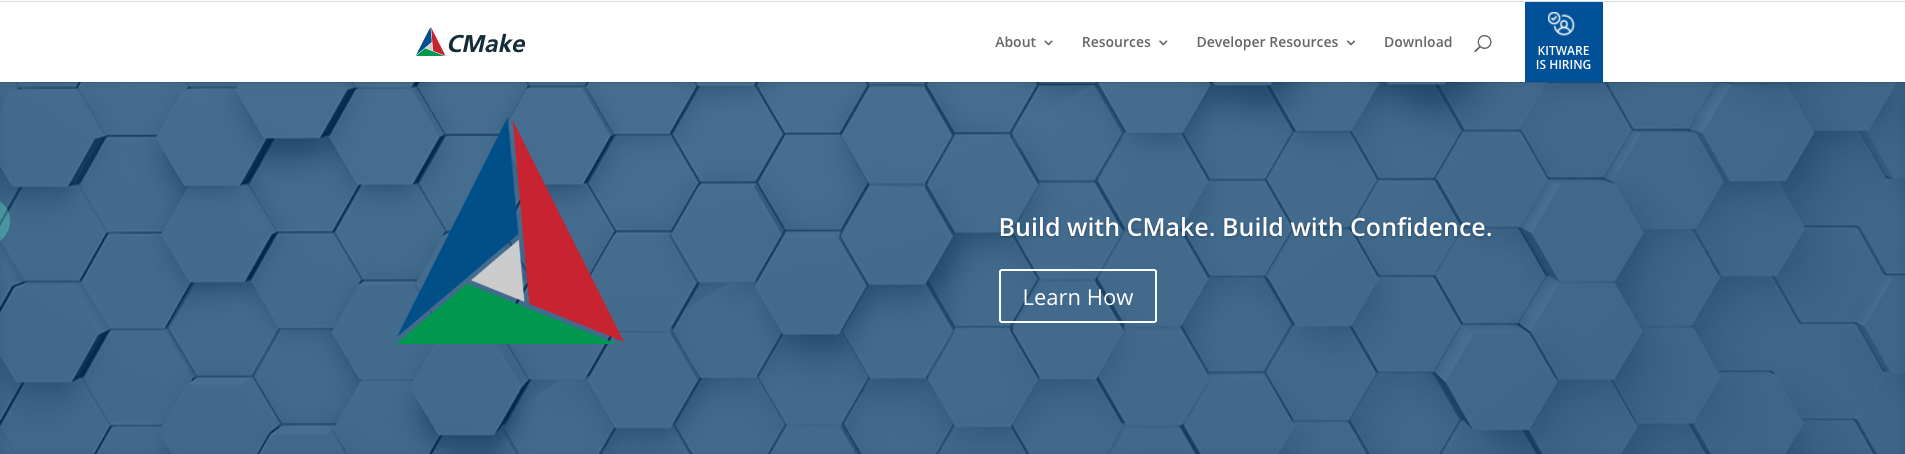 CMake
About
Resources
Developer Resources
Download
KITWARE
IS HIRING
Build with CMake. Build with Confidence.
Learn How